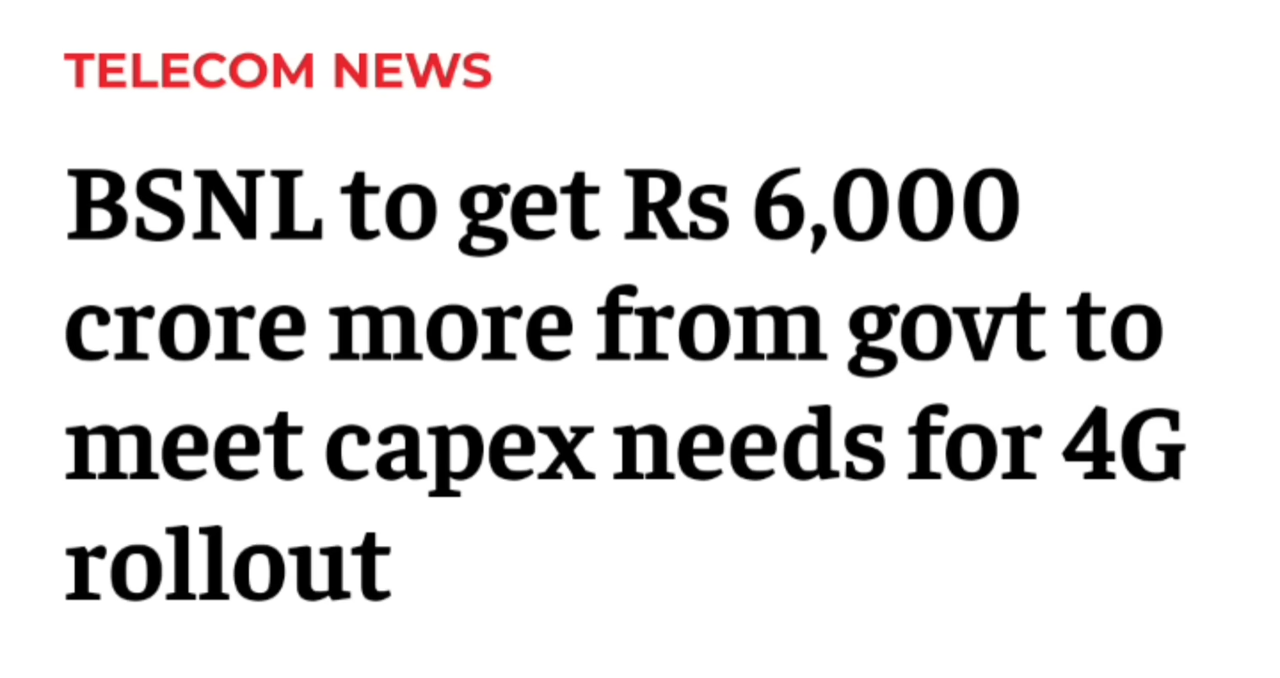 TELECOM NEWS
BSNL to get Rs 6,000
crore more from govt to
meet capex needs for 4G
rollout